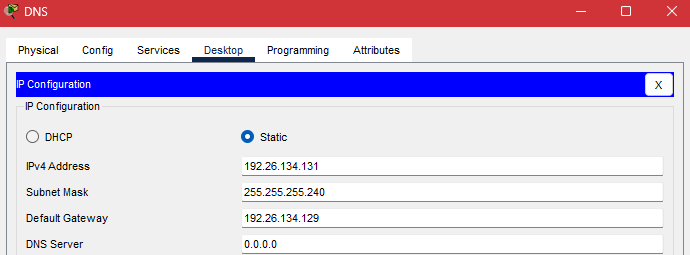 DNS
Physical Config Services Desktop Programming Attributes
IP Configuration X
IP Configuration
DHCP Static
IPv4 Address 192.26.134.131
Subnet Mask 255.255.255.240
Default Gateway 192.26.134.129
DNS Server 0.0.0.0